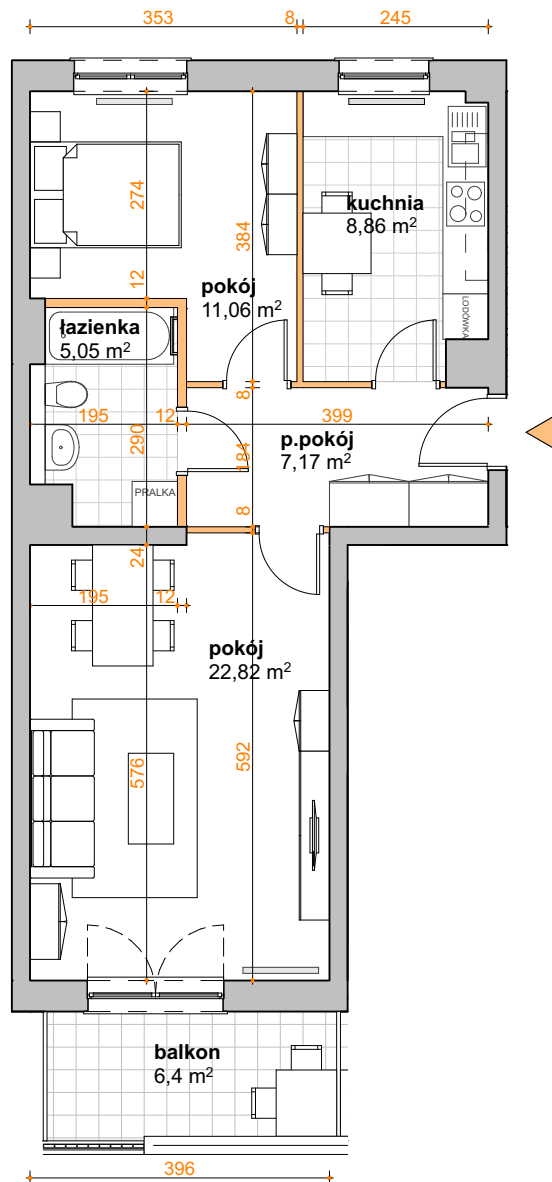 353
8
245
274
384
kuchnia
8,86 m²
12
pokój
11,06 m²
LODÓWKA
łazienka
5,05 m²
8
195
12
399
290
184
p.pokój
7,17 m²
PRALKA
8
24
195
12
pokój
22,82 m²
576
592
balkon
6,4 m²
396